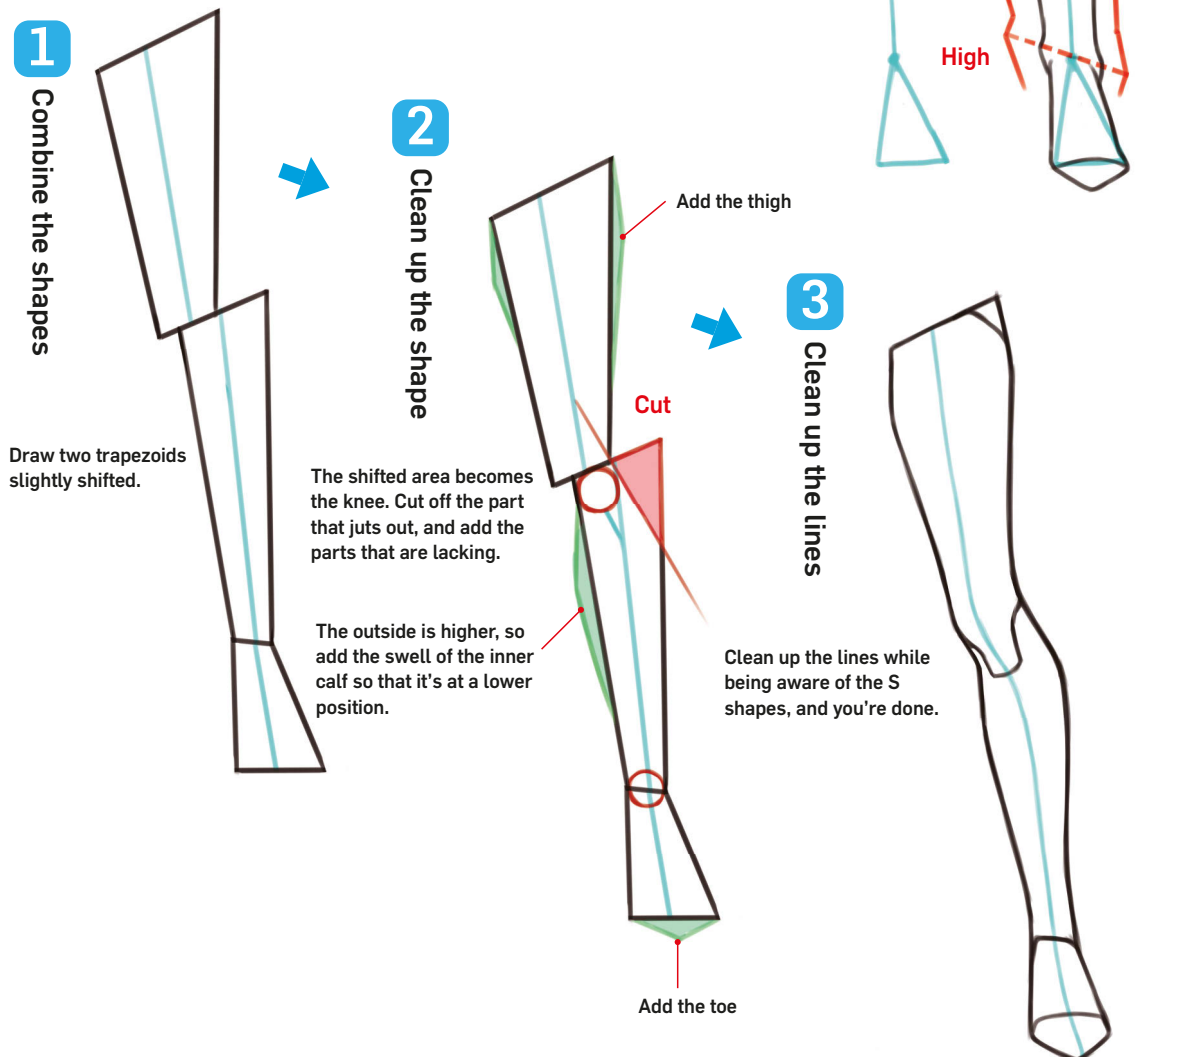 1
Combine the shapes
Draw two trapezoids
slightly shifted.
2
Clean up the shape
Add the thigh
Cut
The shifted area becomes
the knee. Cut off the part
that juts out, and add the
parts that are lacking.
The outside is higher, so
add the swell of the inner
calf so that it's at a lower
position.
Add the toe
High
3
Clean up the lines
Clean up the lines while
being aware of the S
shapes, and you're done.